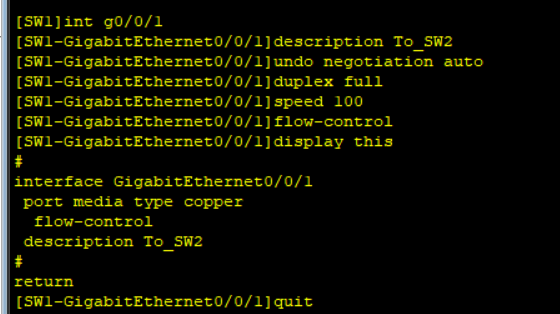 [SW1]int g0/0/1
[SW1-GigabitEthernet0/0/1]description To_SW2
[SW1-GigabitEthernet0/0/1]undo negotiation auto
[SW1-GigabitEthernet0/0/1]duplex full
[SW1-GigabitEthernet0/0/1]speed 100
[SW1-GigabitEthernet0/0/1]flow-control
[SW1-GigabitEthernet0/0/1]display this
#
interface GigabitEthernet0/0/1
 port media type copper
  flow-control
 description To_SW2
#
return
[SW1-GigabitEthernet0/0/1]quit